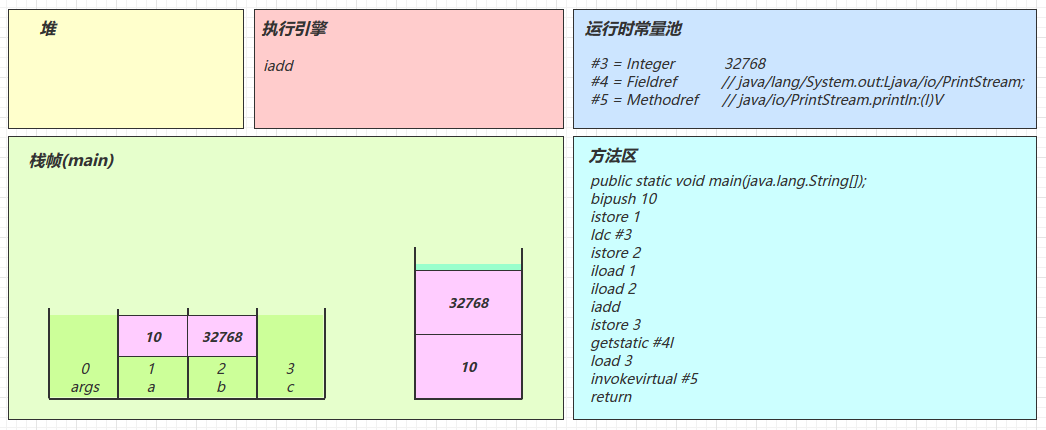 堆
执行引擎
iadd
运行时常量池
#3 = Integer 32768
#4 = Fieldref // java/lang/System.out:Ljava/io/PrintStream;
#5 = Methodref // java/io/PrintStream.println:(I)V
栈帧(main)
10 32768
0 1 2 3
args a b c
32768
10
方法区
public static void main(java.lang.String[]);
bipush 10
istore 1
ldc #3
istore 2
iload 1
iload 2
iadd
istore 3
getstatic #4l
load 3
invokevirtual #5
return